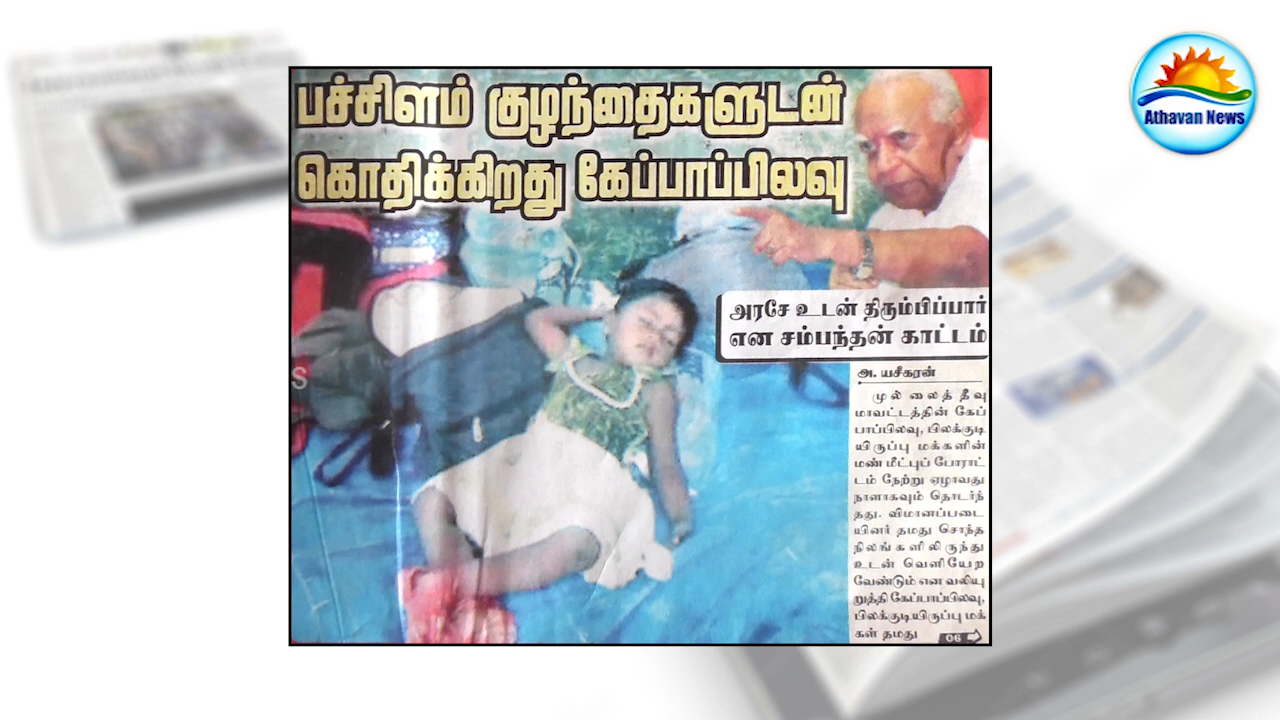 Athavan News
பச்சிளம் குழந்தைகளுடன்
கொதிக்கிறது கேப்பாப்பிலவு
அரசே உடன் திரும்பிப்பார்
என சம்பந்தன் காட்டம்
அ. யசீகரன்
முல்லைத் தீவு
மாவட்டத்தின் கேப்
பாப்பிலவு, பிலக்குடி
யிருப்பு மக்களின்
மண் மீட்புப் போராட்
டம் நேற்று ஏழாவது
நாளாகவும் தொடர்ந்
தது. விமானப்படை
யினர் தமது சொந்த
நிலங்களிலிருந்து
உடன் வெளியேற
வேண்டும் என வலியு
றுத்தி கேப்பாப்பிலவு,
பிலக்குடியிருப்பு மக்
கள் தமது
06
S